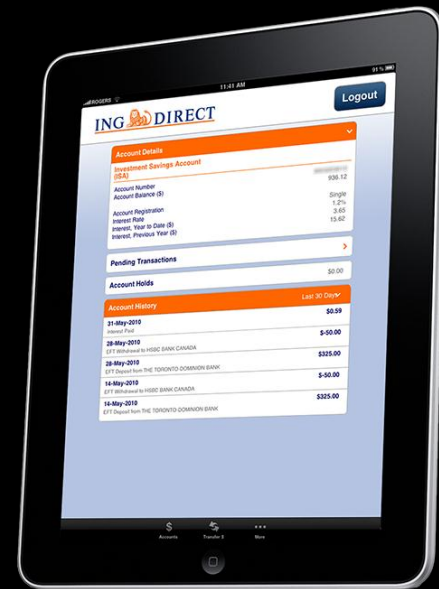 ROGERS 11:41 AM 91 %
ING DIRECT Logout
Account Details
Investment Savings Account
(ISA)
Account Number
Account Balance ($) 936.12
Account Registration Single
Interest Rate 1.2%
Interest, Year to Date ($) 3.65
Interest, Previous Year ($) 15.62
Pending Transactions
Account Holds $0.00
Account History Last 30 Days
31-May-2010 $0.59
Interest Paid
28-May-2010 $-50.00
EFT Withdrawal to HSBC BANK CANADA
28-May-2010 $325.00
EFT Deposit from THE TORONTO-DOMINION BANK
14-May-2010 $-50.00
EFT Withdrawal to HSBC BANK CANADA
14-May-2010 $325.00
EFT Deposit from THE TORONTO-DOMINION BANK
$
Accounts Transfer $ More